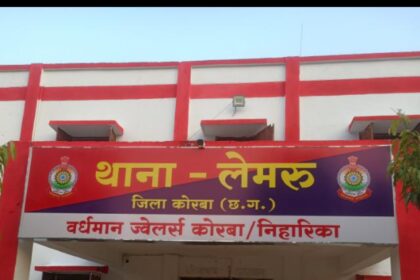 थाना - लेमरू
जिला कोरबा (छ.ग.)
वर्धमान ज्वेलर्स कोरबा/निहारिका